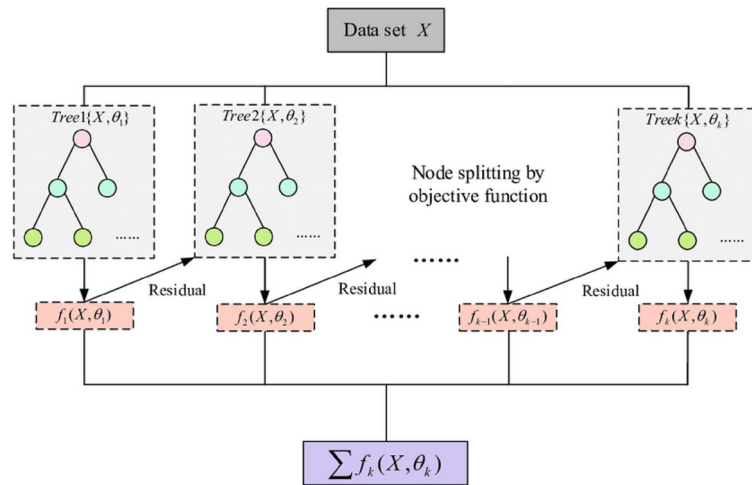 Data set X
Tree1{X,θ₁}
Tree2{X,θ₂}
Treek{X,θₖ}
Node splitting by
objective function
......
......
......
......
Residual
Residual
Residual
f₁(X,θ₁)
f₂(X,θ₂)
......
fₖ₋₁(X,θₖ₋₁)
fₖ(X,θₖ)
∑fₖ(X,θₖ)